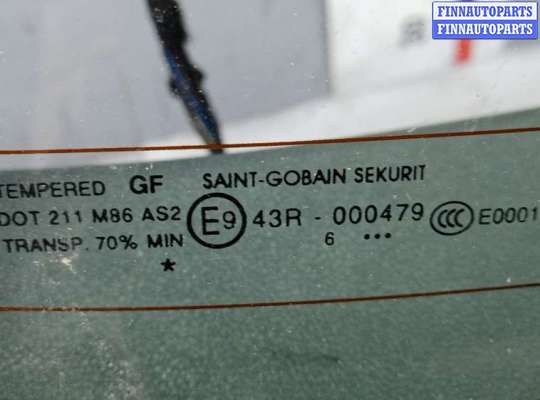 FINNAUTOPARTS
FINNAUTOPARTS
FINNAUTOPARTS
TEMPERED GF SAINT-GOBAIN SEKURIT
DOT 211 M86 AS2 E9 43R - 000479 CCC E0001
TRANSP. 70% MIN 6 •••
*